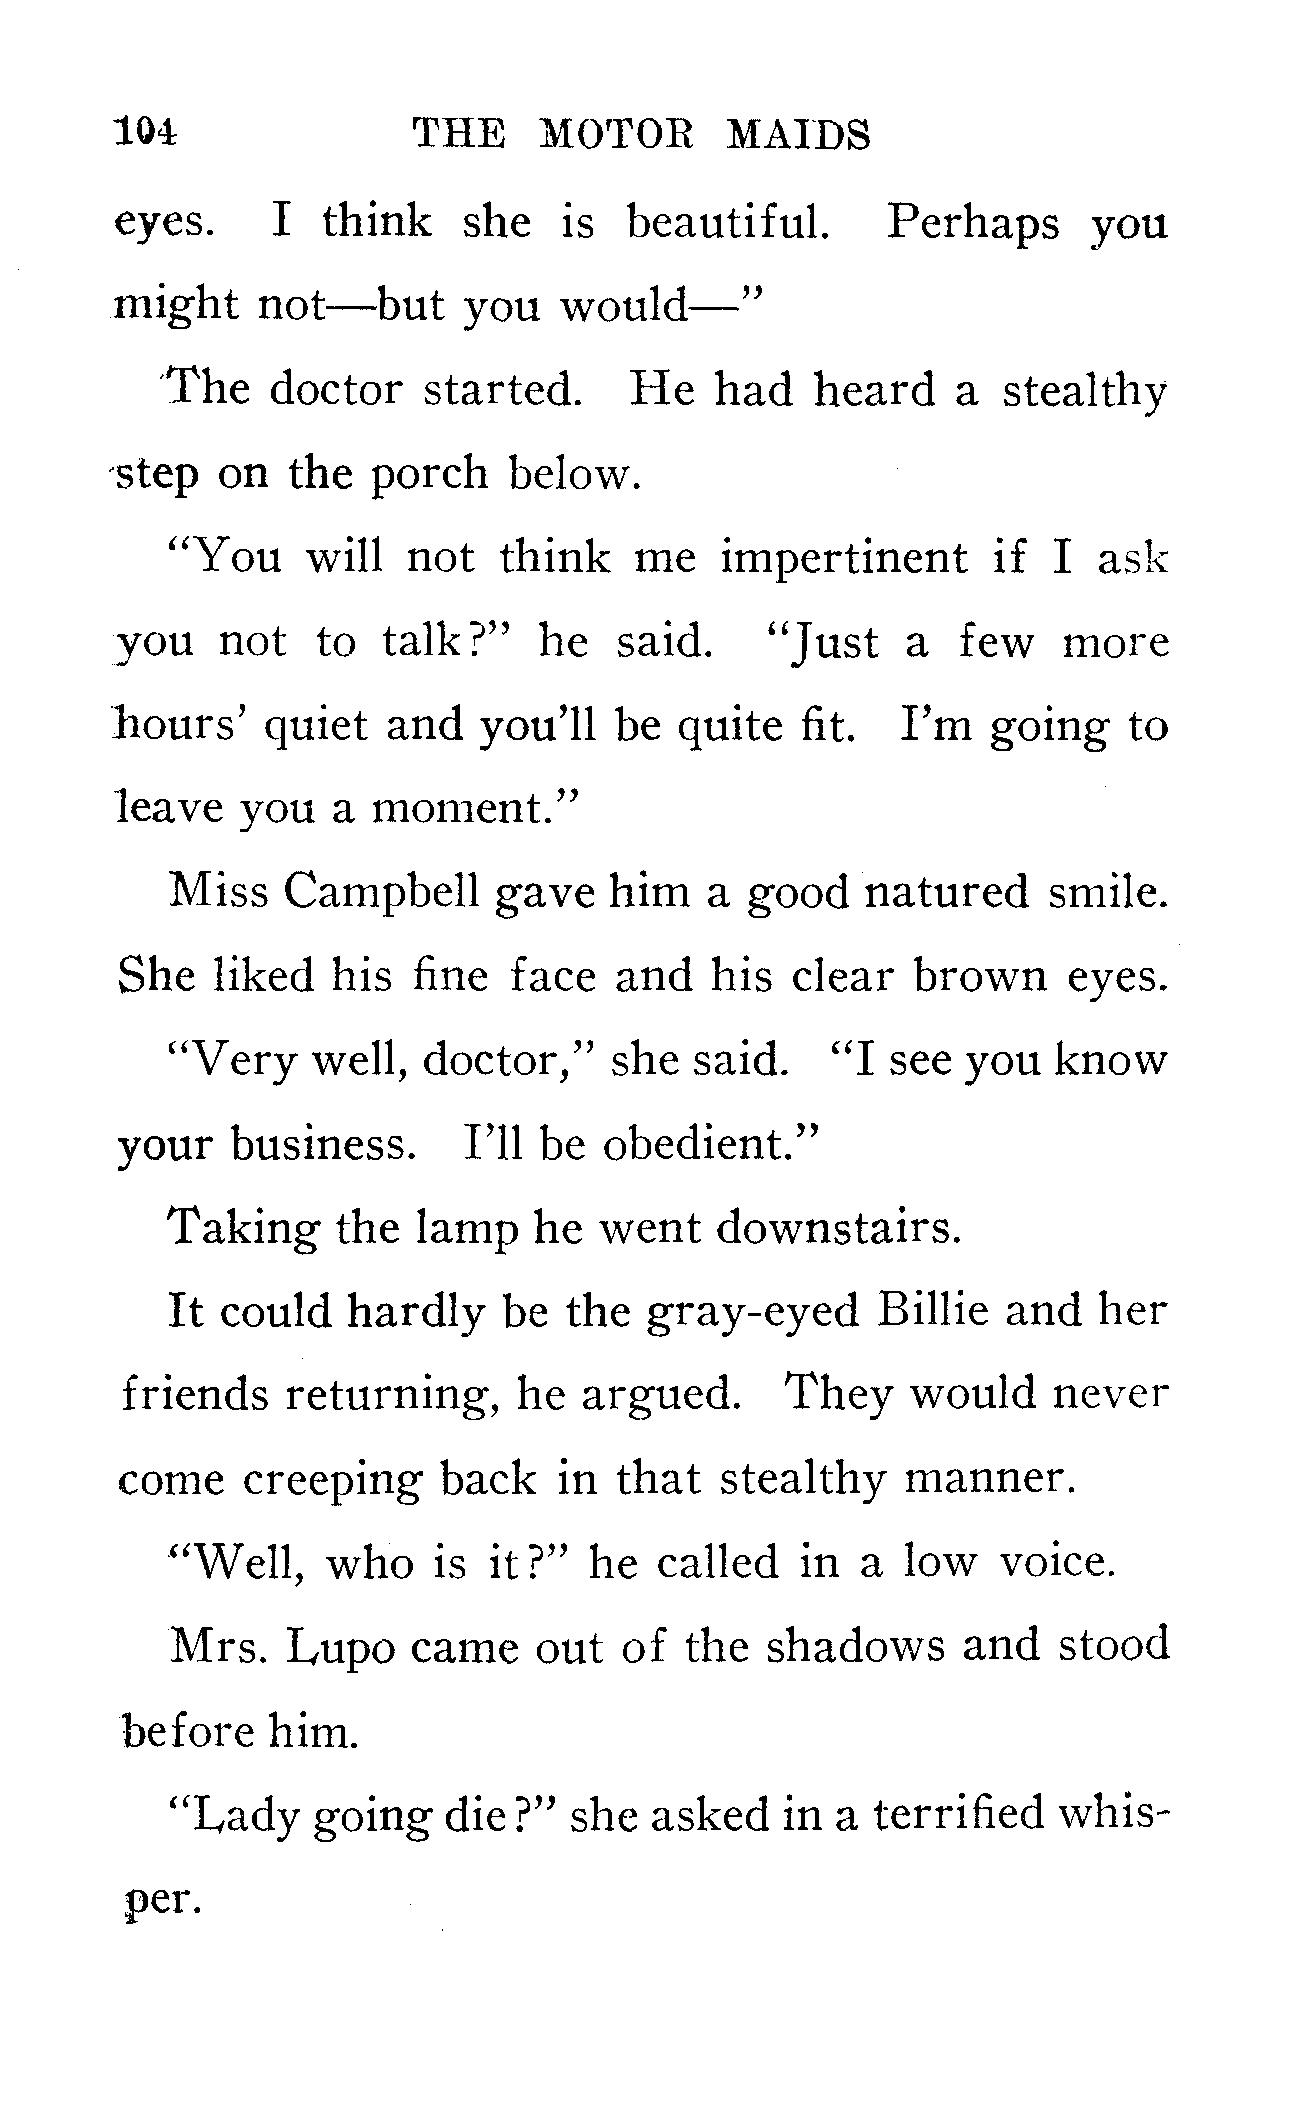 104 THE MOTOR MAIDS
eyes. I think she is beautiful. Perhaps you
might not—but you would—”
The doctor started. He had heard a stealthy
step on the porch below.
“You will not think me impertinent if I ask
you not to talk?” he said. “Just a few more
hours’ quiet and you’ll be quite fit. I’m going to
leave you a moment.”
Miss Campbell gave him a good natured smile.
She liked his fine face and his clear brown eyes.
“Very well, doctor,” she said. “I see you know
your business. I’ll be obedient.”
Taking the lamp he went downstairs.
It could hardly be the gray-eyed Billie and her
friends returning, he argued. They would never
come creeping back in that stealthy manner.
“Well, who is it?” he called in a low voice.
Mrs. Lupo came out of the shadows and stood
before him.
“Lady going die?” she asked in a terrified whis-
per.